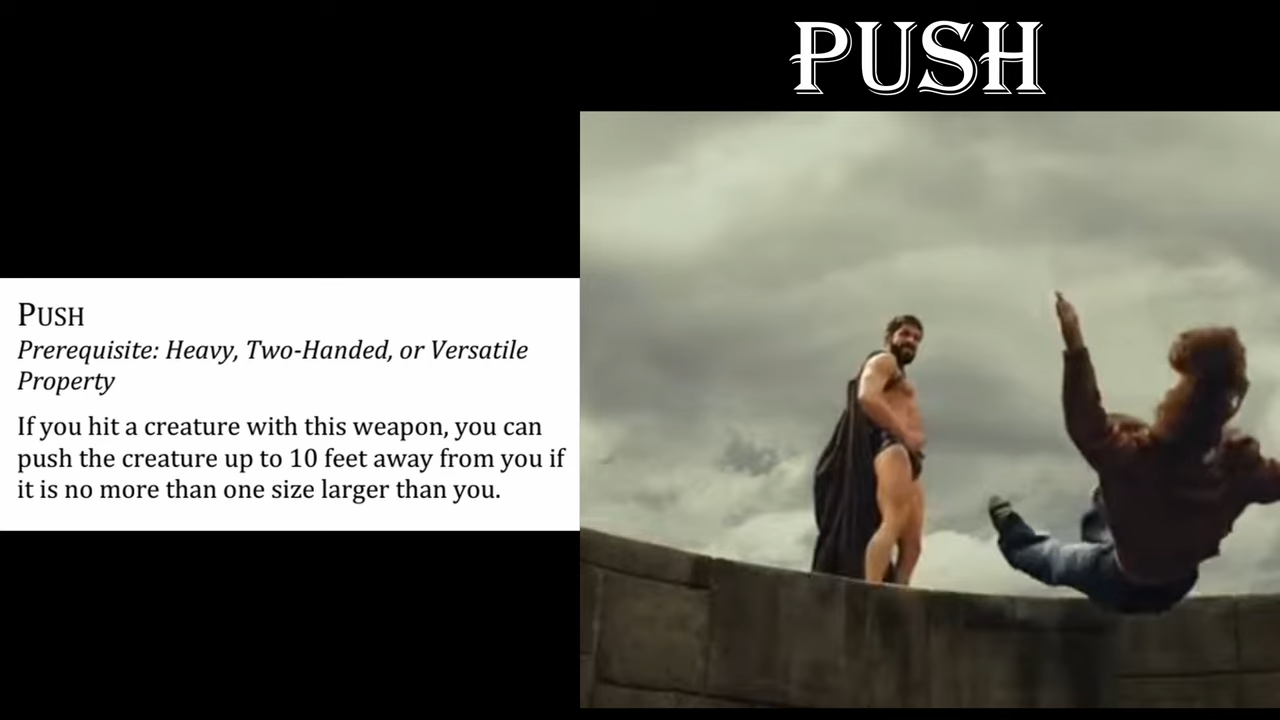 PUSH
PUSH
Prerequisite: Heavy, Two-Handed, or Versatile
Property
If you hit a creature with this weapon, you can
push the creature up to 10 feet away from you if
it is no more than one size larger than you.